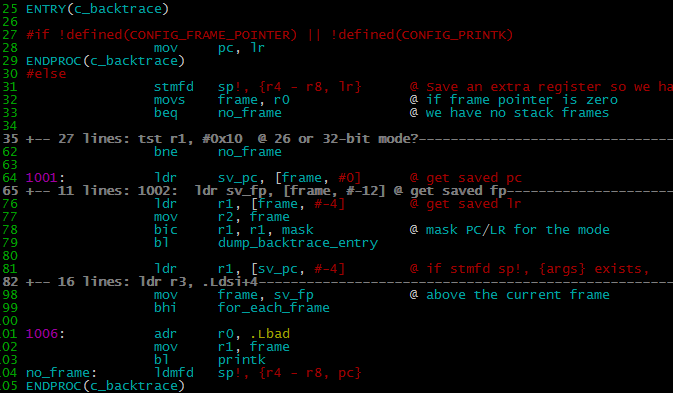 25 ENTRY(c_backtrace)
26
27 #if !defined(CONFIG_FRAME_POINTER) || !defined(CONFIG_PRINTK)
28 mov pc, lr
29 ENDPROC(c_backtrace)
30 #else
31 stmfd sp!, {r4 - r8, lr} @ Save an extra register so we ha
32 movs frame, r0 @ if frame pointer is zero
33 beq no_frame @ we have no stack frames
34
35 +-- 27 lines: tst r1, #0x10 @ 26 or 32-bit mode?
62 bne no_frame
63
64 1001: ldr sv_pc, [frame, #0] @ get saved pc
65 +-- 11 lines: 1002: ldr sv_fp, [frame, #-12] @ get saved fp
76 ldr r1, [frame, #-4] @ get saved lr
77 mov r2, frame
78 bic r1, r1, mask @ mask PC/LR for the mode
79 bl dump_backtrace_entry
80
81 ldr r1, [sv_pc, #-4] @ if stmfd sp!, {args} exists,
82 +-- 16 lines: ldr r3, .Ldsi+4
98 mov frame, sv_fp @ above the current frame
99 bhi for_each_frame
100
101 1006: adr r0, .Lbad
102 mov r1, frame
103 bl printk
104 no_frame: ldmfd sp!, {r4 - r8, pc}
105 ENDPROC(c_backtrace)